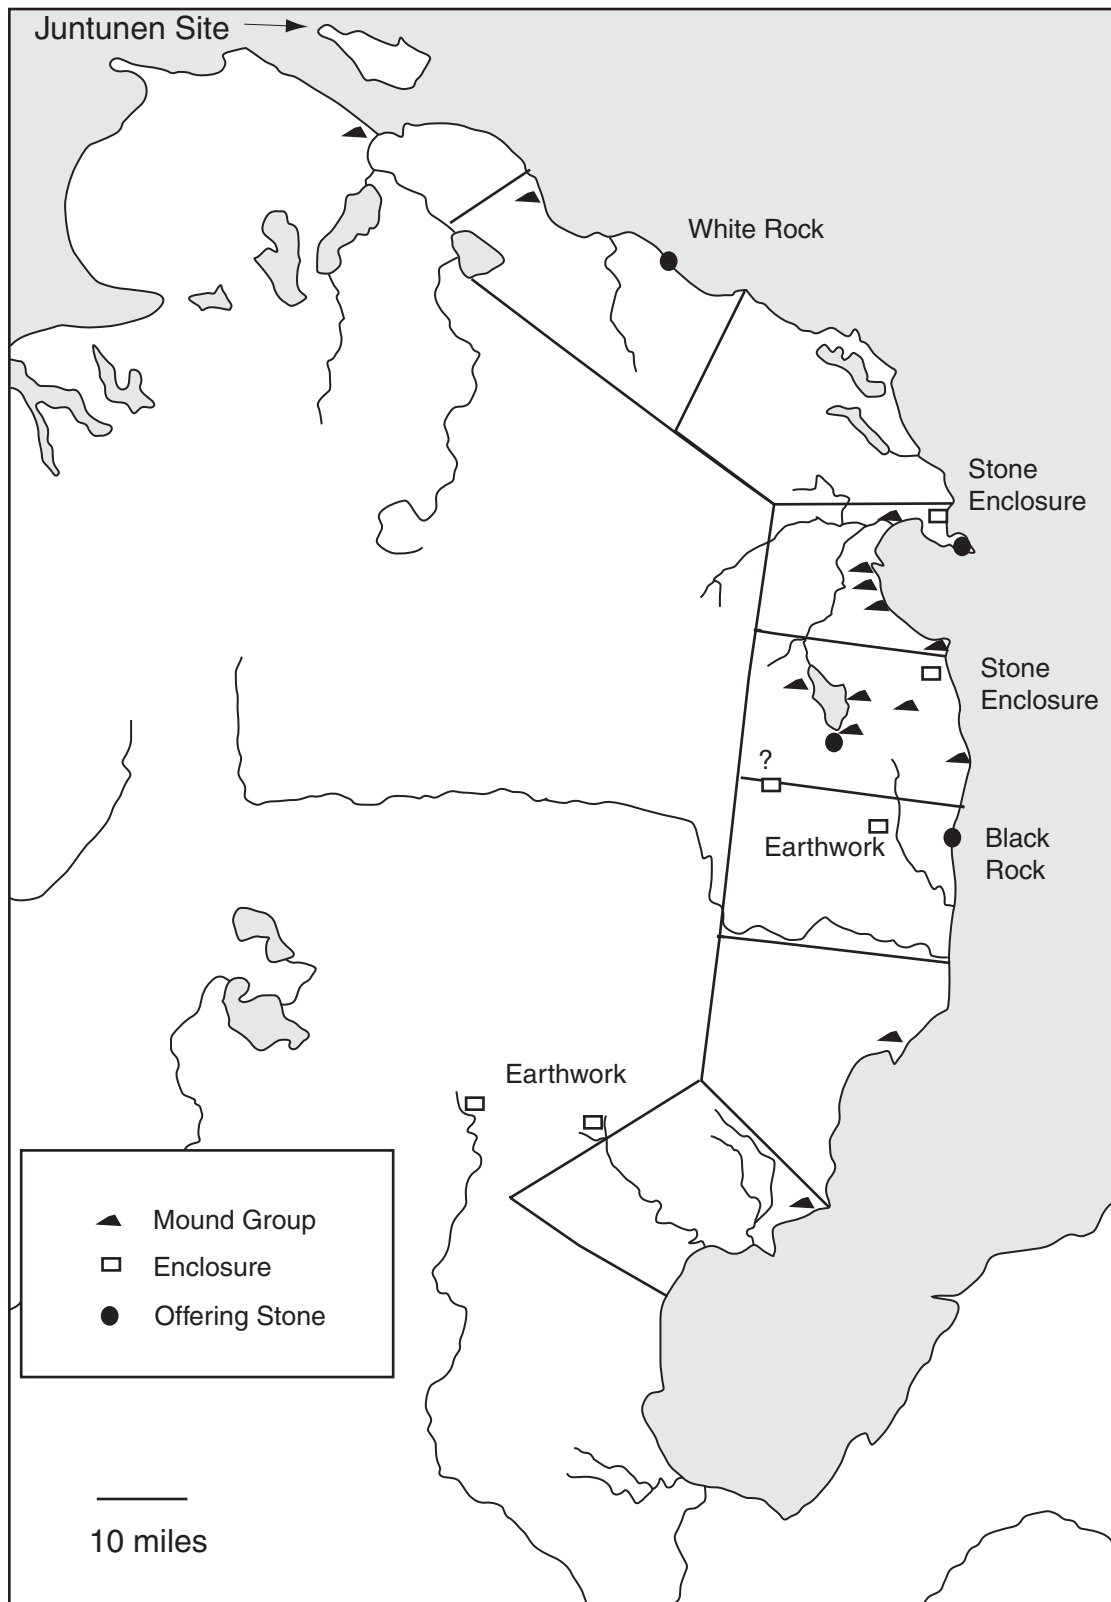 Juntunen Site
White Rock
Stone
Enclosure
Stone
Enclosure
?
Earthwork
Black
Rock
Earthwork
Mound Group
Enclosure
Offering Stone
10 miles